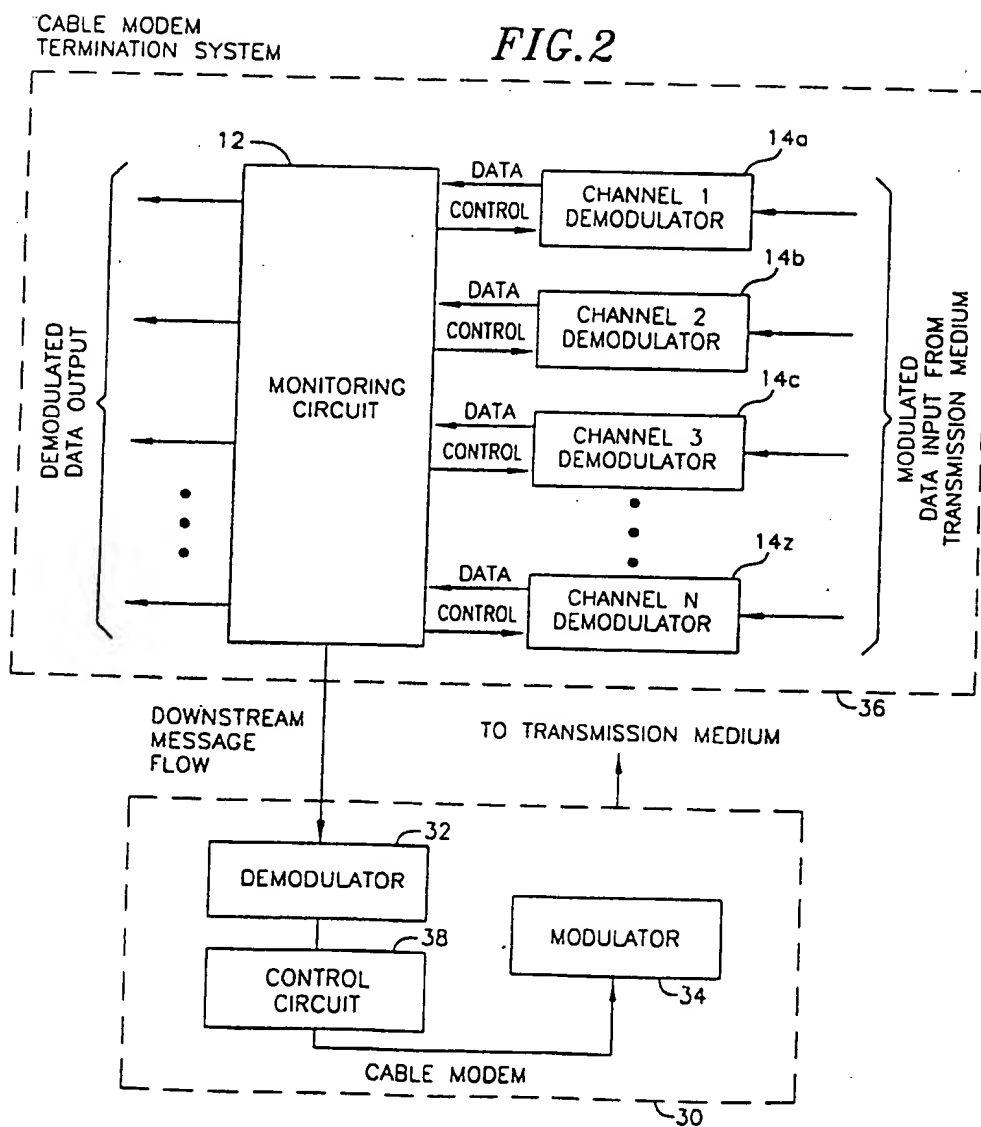 CABLE MODEM
TERMINATION SYSTEM
FIG.2
12
14a
DATA
CONTROL
CHANNEL 1
DEMODULATOR
14b
DATA
CONTROL
CHANNEL 2
DEMODULATOR
14c
DATA
CONTROL
CHANNEL 3
DEMODULATOR
14z
DATA
CONTROL
CHANNEL N
DEMODULATOR
MONITORING
CIRCUIT
DEMODULATED
DATA OUTPUT
MODULATED
DATA INPUT FROM
TRANSMISSION MEDIUM
36
DOWNSTREAM
MESSAGE
FLOW
TO TRANSMISSION MEDIUM
32
DEMODULATOR
38
CONTROL
CIRCUIT
MODULATOR
34
CABLE MODEM
30